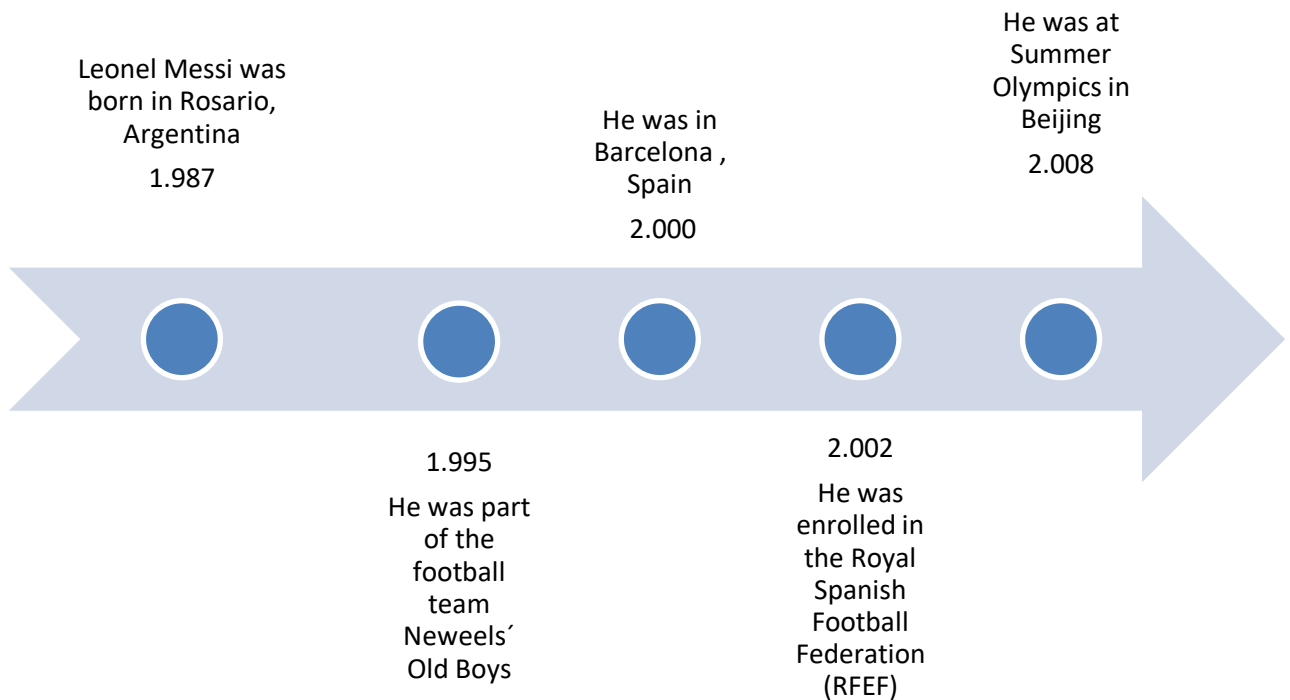 Leonel Messi was
born in Rosario,
Argentina
1.987
1.995
He was part
of the
football
team
Neweels´
Old Boys
He was in
Barcelona ,
Spain
2.000
2.002
He was
enrolled in
the Royal
Spanish
Football
Federation
(RFEF)
He was at
Summer
Olympics in
Beijing
2.008